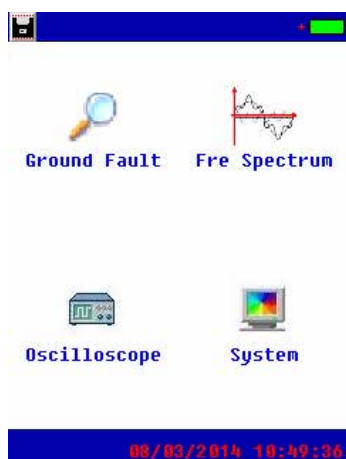 Ground Fault
Fre Spectrum
Oscilloscope
System
08/03/2014 10:49:36